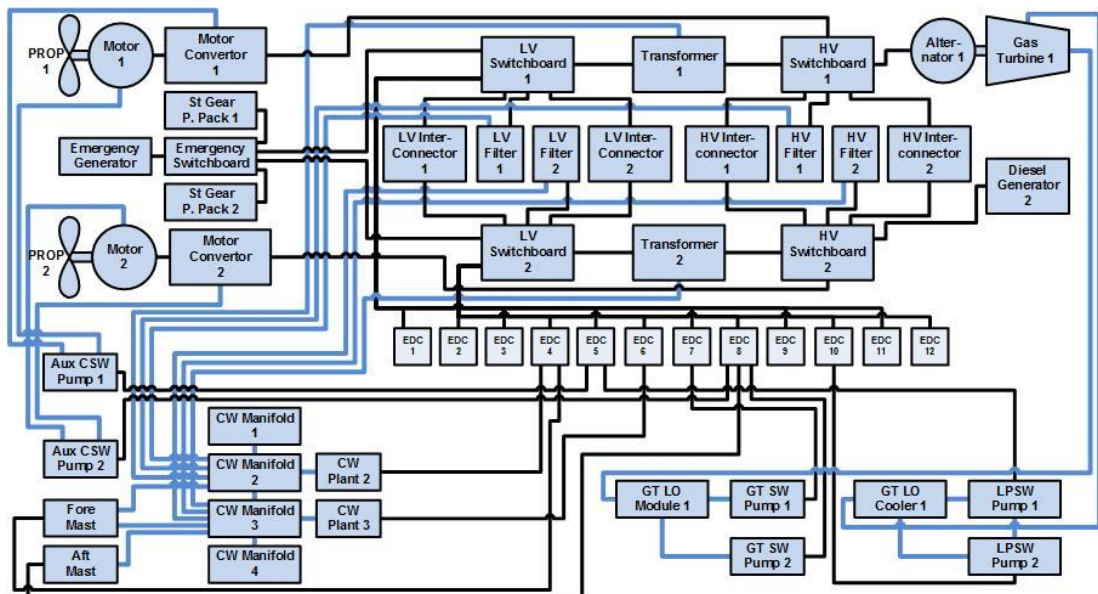 PROP
1
Motor
1
Motor
Convertor
1
LV
Switchboard
1
Transformer
1
HV
Switchboard
1
Alter-
nator 1
Gas
Turbine 1
St Gear
P. Pack 1
Emergency
Generator
Emergency
Switchboard
St Gear
P. Pack 2
LV Inter-
Connector
1
LV
Filter
1
LV
Filter
2
LV Inter-
Connector
2
HV Inter-
connector
1
HV
Filter
1
HV
Filter
2
HV Inter-
connector
2
Diesel
Generator
2
PROP
2
Motor
2
Motor
Convertor
2
LV
Switchboard
2
Transformer
2
HV
Switchboard
2
EDC
1
EDC
2
EDC
3
EDC
4
EDC
5
EDC
6
EDC
7
EDC
8
EDC
9
EDC
10
EDC
11
EDC
12
Aux CSW
Pump 1
Aux CSW
Pump 2
CW Manifold
1
CW Manifold
2
CW
Plant 2
CW Manifold
3
CW
Plant 3
CW Manifold
4
Fore
Mast
Aft
Mast
GT LO
Module 1
GT SW
Pump 1
GT SW
Pump 2
GT LO
Cooler 1
LPSW
Pump 1
LPSW
Pump 2